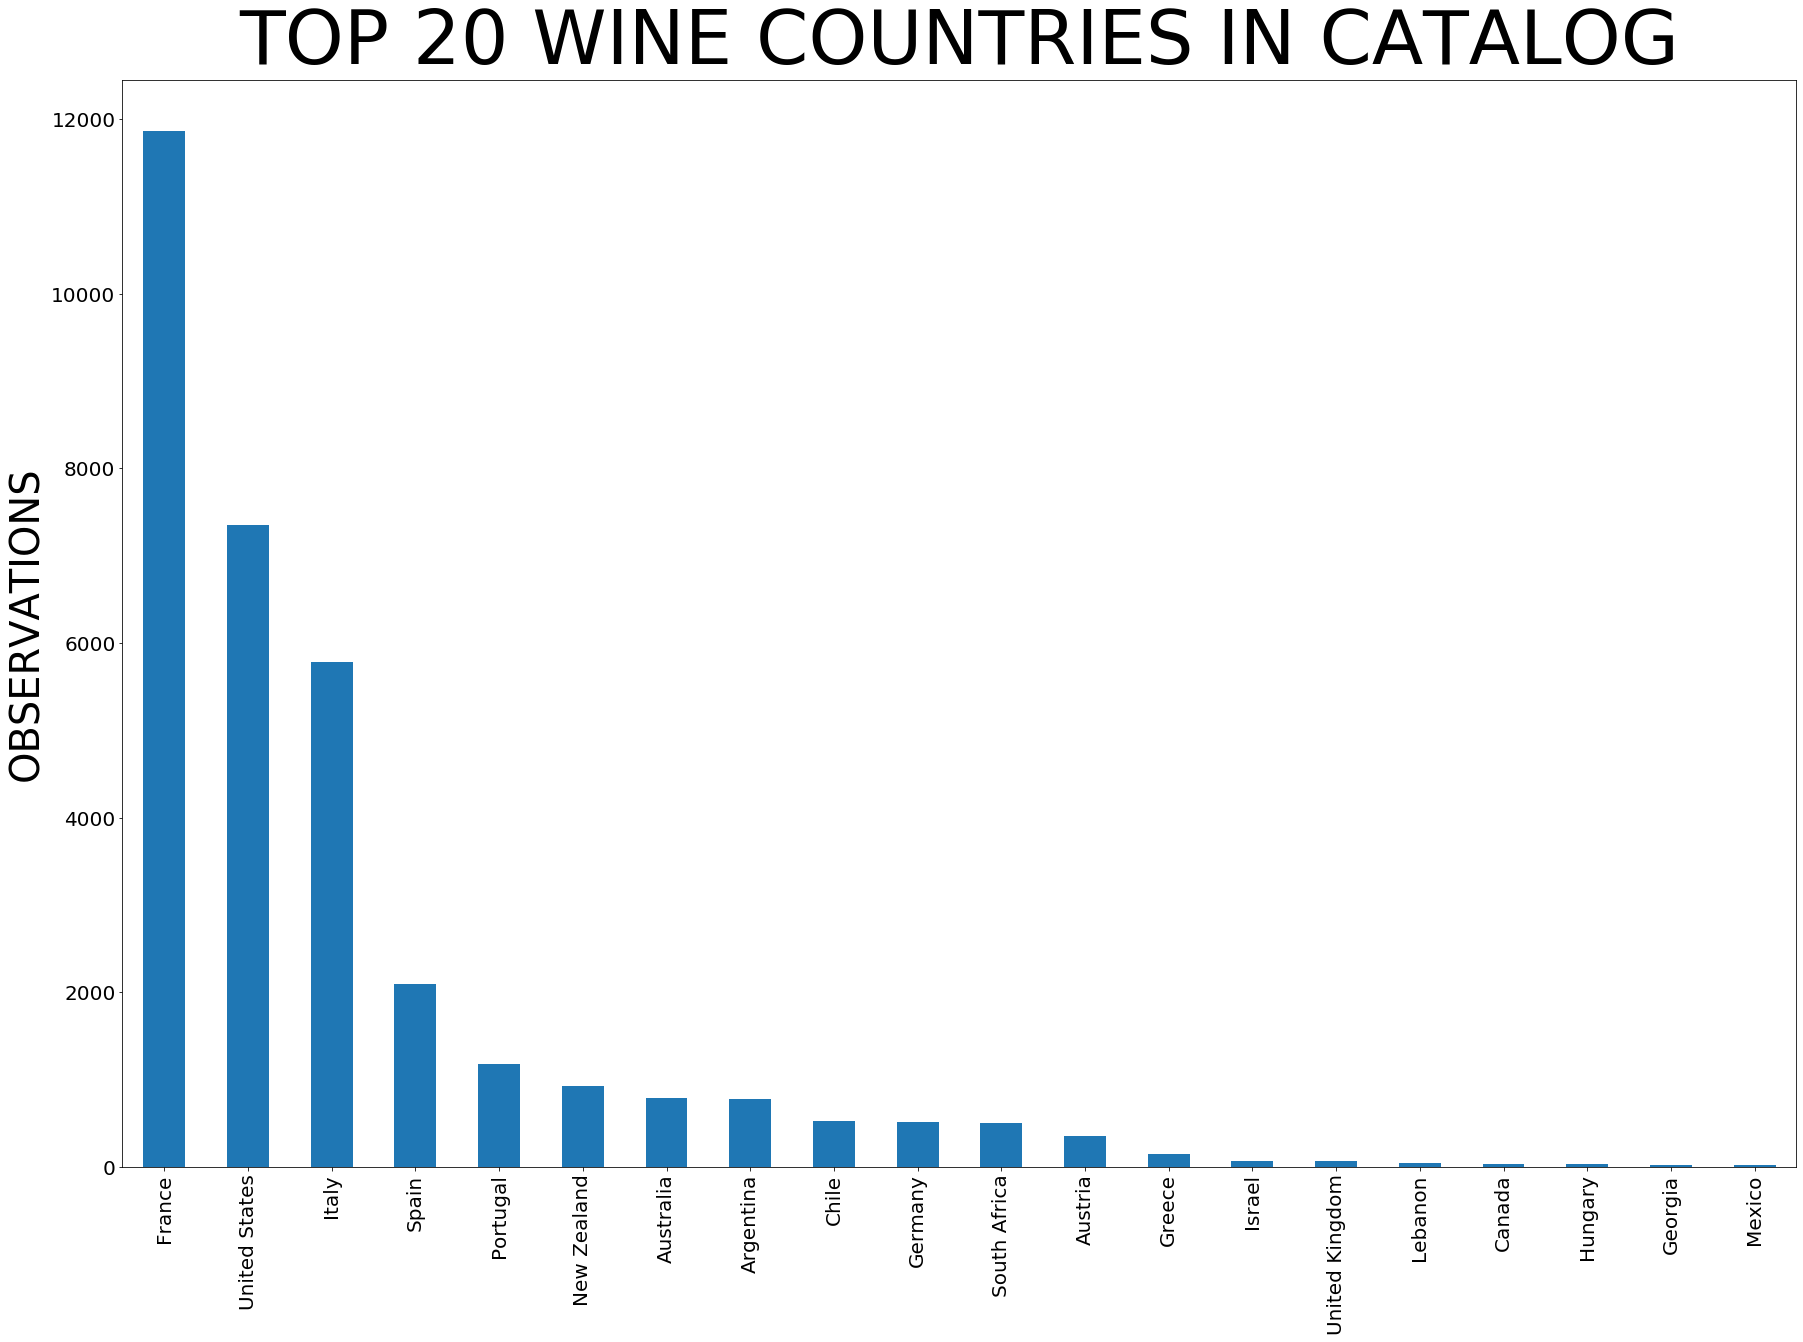 TOP 20 WINE COUNTRIES IN CATALOG
OBSERVATIONS
12000
10000
8000
6000
4000
2000
0
France
United States
Italy
Spain
Portugal
New Zealand
Australia
Argentina
Chile
Germany
South Africa
Austria
Greece
Israel
United Kingdom
Lebanon
Canada
Hungary
Georgia
Mexico